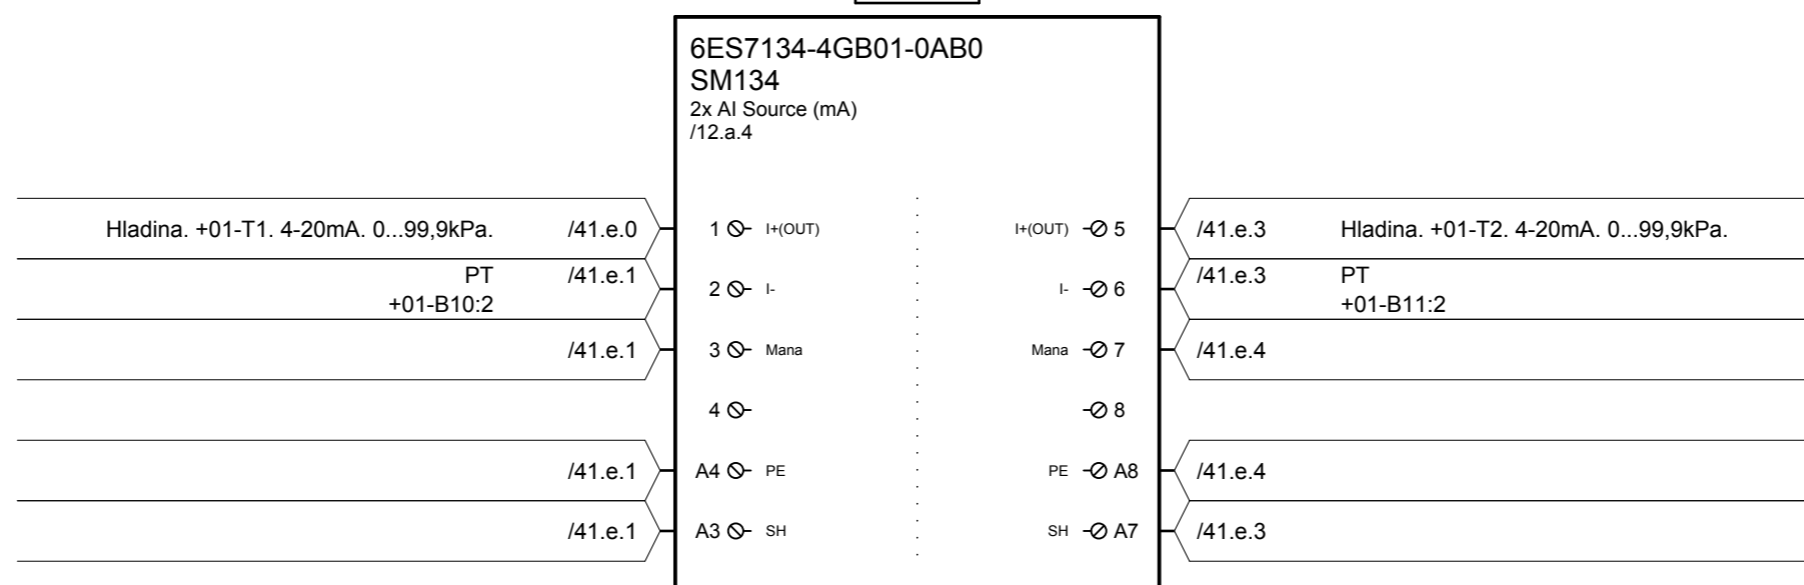 6ES7134-4GB01-0AB0
SM134
2x AI Source (mA)
/12.a.4
Hladina. +01-T1. 4-20mA. 0...99,9kPa. /41.e.0 1 I+(OUT) I+(OUT) 5 /41.e.3 Hladina. +01-T2. 4-20mA. 0...99,9kPa.
PT /41.e.1 2 I- I- 6 /41.e.3 PT
+01-B10:2 +01-B11:2
/41.e.1 3 Mana Mana 7 /41.e.4
4 8
/41.e.1 A4 PE PE A8 /41.e.4
/41.e.1 A3 SH SH A7 /41.e.3